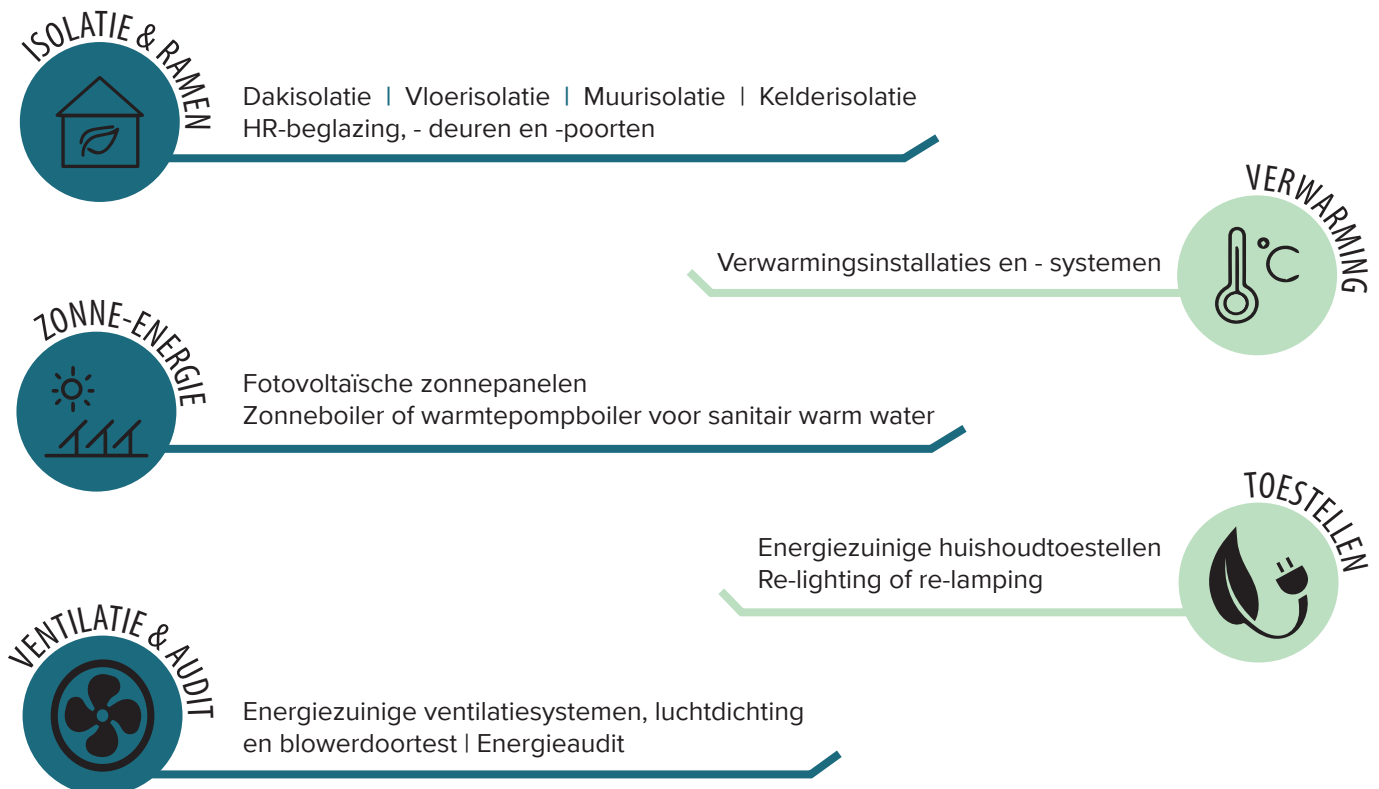 ISOLATIE & RAMEN
Dakisolatie | Vloerisolatie | Muurisolatie | Kelderisolatie
HR-beglazing, - deuren en -poorten
VERWARMING
°C
Verwarmingsinstallaties en - systemen
ZONNE-ENERGIE
Fotovoltaïsche zonnepanelen
Zonneboiler of warmtepompboiler voor sanitair warm water
TOESTELLEN
Energiezuinige huishoudtoestellen
Re-lighting of re-lamping
VENTILATIE & AUDIT
Energiezuinige ventilatiesystemen, luchtdichting
en blowerdoortest | Energieaudit